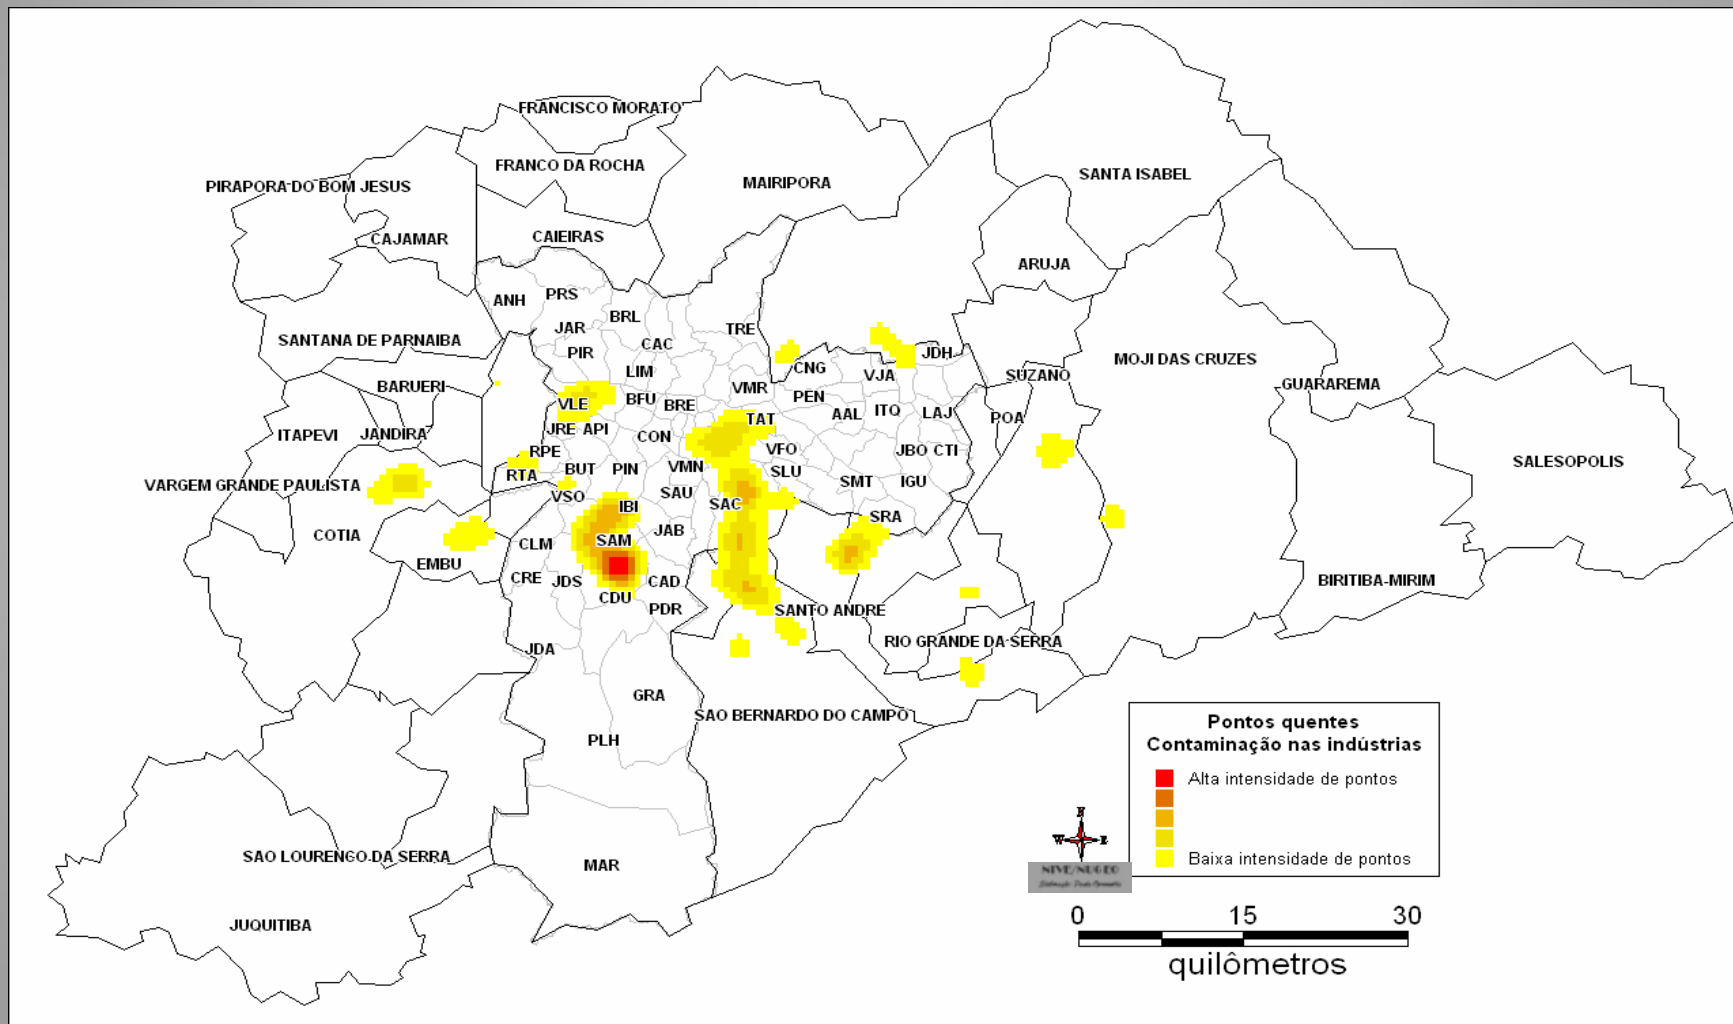 FRANCISCO MORATO
FRANCO DA ROCHA
SANTA ISABEL
MAIRIPORA
PIRAPORA DO BOM JESUS
CAJAMAR
CAIEIRAS
ARUJA
ANH
PRS
BRL
JAR
TRE
SANTANA DE PARNAIBA
CAC
PIR
JDH
MOJI DAS CRUZES
LIM
CNG
VJA
SUZANO
BARUERI
VMR
GUARAREMA
VLE
BFU
BRE
PEN
AAL
ITQ
LAJ
POA
TAT
ITAPEVI
JANDIRA
JRE
API
CON
VFO
JBO
CTI
RPE
SALESOPOLIS
RTA
BUT
PIN
VMN
SLU
VARGEM GRANDE PAULISTA
SMT
IGU
VSO
SAU
IBI
SAC
SRA
COTIA
JAB
CLM
SAM
EMBU
CRE
JDS
CAD
BIRITIBA-MIRIM
CDU
PDR
SANTO ANDRE
RIO GRANDE DA SERRA
JDA
GRA
SAO BERNARDO DO CAMPO
PLH
Pontos quentes
Contaminação nas indústrias
Alta intensidade de pontos
Baixa intensidade de pontos
N
W E
S
NIVE/NUGEO
SAO LOURENCO DA SERRA
MAR
JUQUITIBA
0 15 30
quilômetros